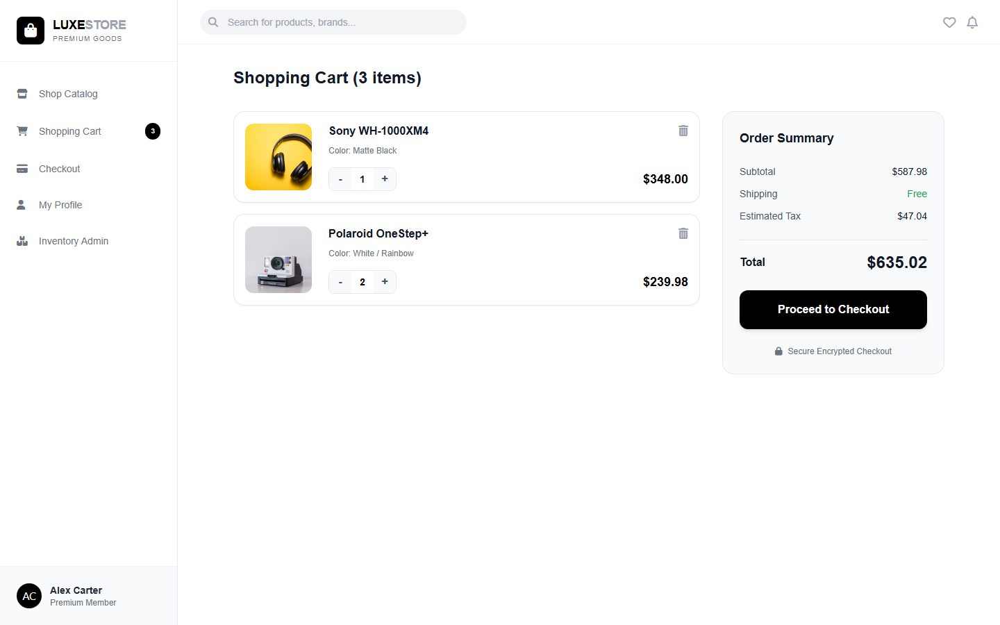 LUXESTORE
PREMIUM GOODS
Search for products, brands...
Shop Catalog
Shopping Cart 3
Checkout
My Profile
Inventory Admin
Alex Carter
Premium Member
AC
Shopping Cart (3 items)
Sony WH-1000XM4
Color: Matte Black
- 1 +
$348.00
Polaroid OneStep+
Color: White / Rainbow
- 2 +
$239.98
Order Summary
Subtotal $587.98
Shipping Free
Estimated Tax $47.04
Total $635.02
Proceed to Checkout
Secure Encrypted Checkout